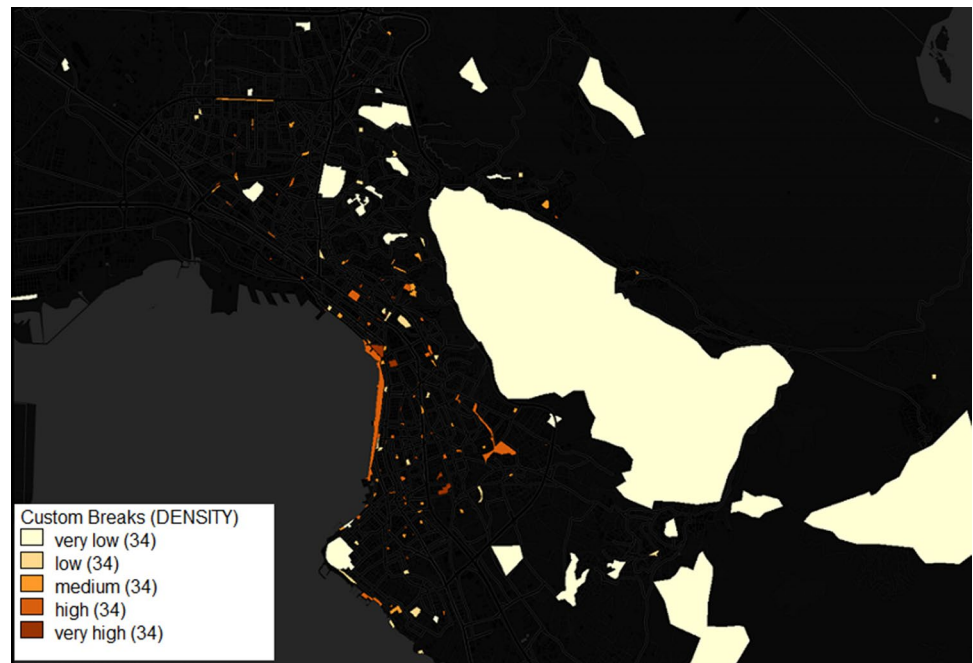 Custom Breaks (DENSITY)
very low (34)
low (34)
medium (34)
high (34)
very high (34)